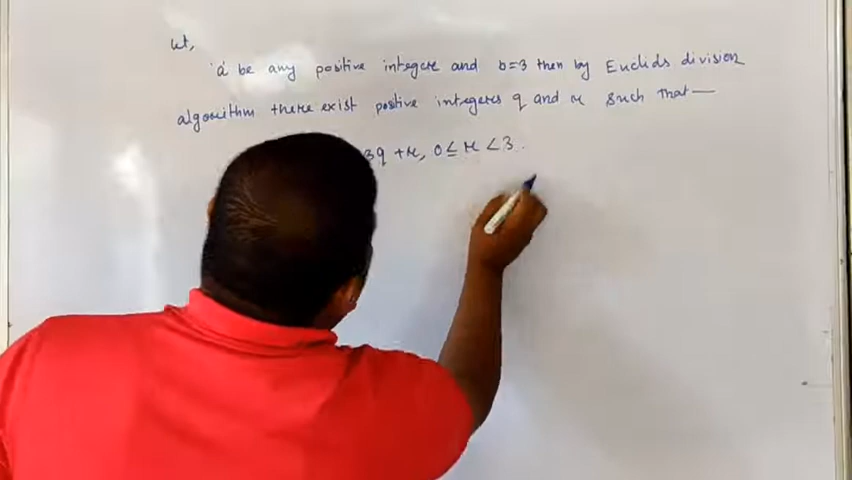 let,
'a' be any positive integere and b=3 then by Euclids division
algorithm there exist positive integeres q and r such that—
3q + r, 0 ≤ r < 3.